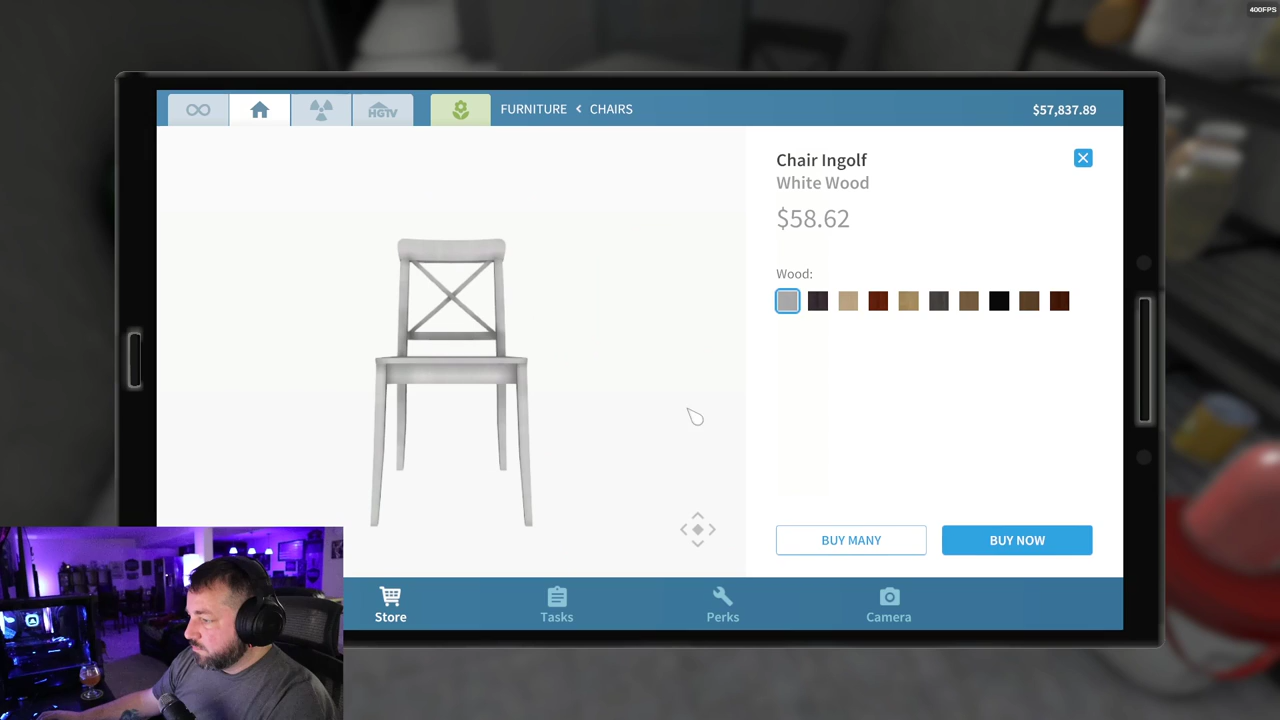 400FPS
HGTV
FURNITURE < CHAIRS
$57,837.89
Chair Ingolf
White Wood
$58.62
Wood:
BUY MANY
BUY NOW
Store
Tasks
Perks
Camera